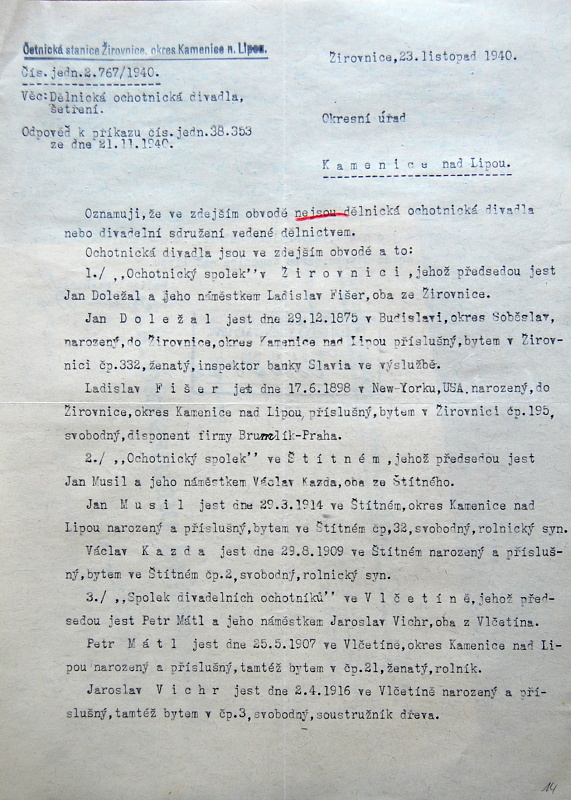 Četnická stanice Žirovnice, okres Kamenice n. Lipou.
Čís.jedn.2.767/1940.
Věc:Dělnická ochotnická divadla,
šetření.
Odpověď k příkazu čís.jedn.38.353
ze dne 21.11.1940.
Žirovnice,23.listopad 1940.
Okresní úřad
K a m e n i c e nad Lipou.
Oznamuji,že ve zdejším obvodě nejsou dělnická ochotnická divadla
nebo divadelní sdružení vedené dělnictvem.
Ochotnická divadla jsou ve zdejším obvodě a to:
1./ ,,Ochotnický spolek"v Ž i r o v n i c i ,jehož předsedou jest
Jan Doležal a jeho náměstkem Ladislav Fišer,oba ze Žirovnice.
Jan D o l e ž a l jest dne 29.12.1875 v Budislavi,okres Soběslav,
narozený,do Žirovnice,okres Kamenice nad Lipou příslušný,bytem v Žirov-
nici čp.332,ženatý,inspektor banky Slavia ve výslužbě.
Ladislav F i š e r jet dne 17.6.1898 v New-Yorku,USA.narozený,do
Žirovnice,okres Kamenice nad Lipou,příslušný,bytem v Žirovnici čp.195,
svobodný,disponent firmy Brumlík-Praha.
2./ ,,Ochotnický spolek" ve Š t í t n é m ,jehož předsedou jest
Jan Musil a jeho náměstkem Václav Kazda,oba ze Štítného.
Jan M u s i l jest dne 29.3.1914 ve Štítném,okres Kamenice nad
Lipou narozený a příslušný,bytem ve Štítném čp,32,svobodný,rolnický syn.
Václav K a z d a jest dne 29.8.1909 ve Štítném narozený a přísluš-
ný,bytem ve Štítném čp.2,svobodný,rolnický syn.
3./ ,,Spolek divadelních ochotníků" ve V l č e t í n ě,jehož před-
sedou jest Petr Mátl a jeho náměstkem Jaroslav Vichr,oba z Vlčetína.
Petr M á t l jest dne 25.5.1907 ve Vlčetíně,okres Kamenice nad Li-
pou narozený a příslušný,tamtéž bytem v čp.21,ženatý,rolník.
Jaroslav V i c h r jest dne 2.4.1916 ve Vlčetíně narozený a pří-
slušný,tamtéž bytem v čp.3,svobodný,soustružník dřeva.
14